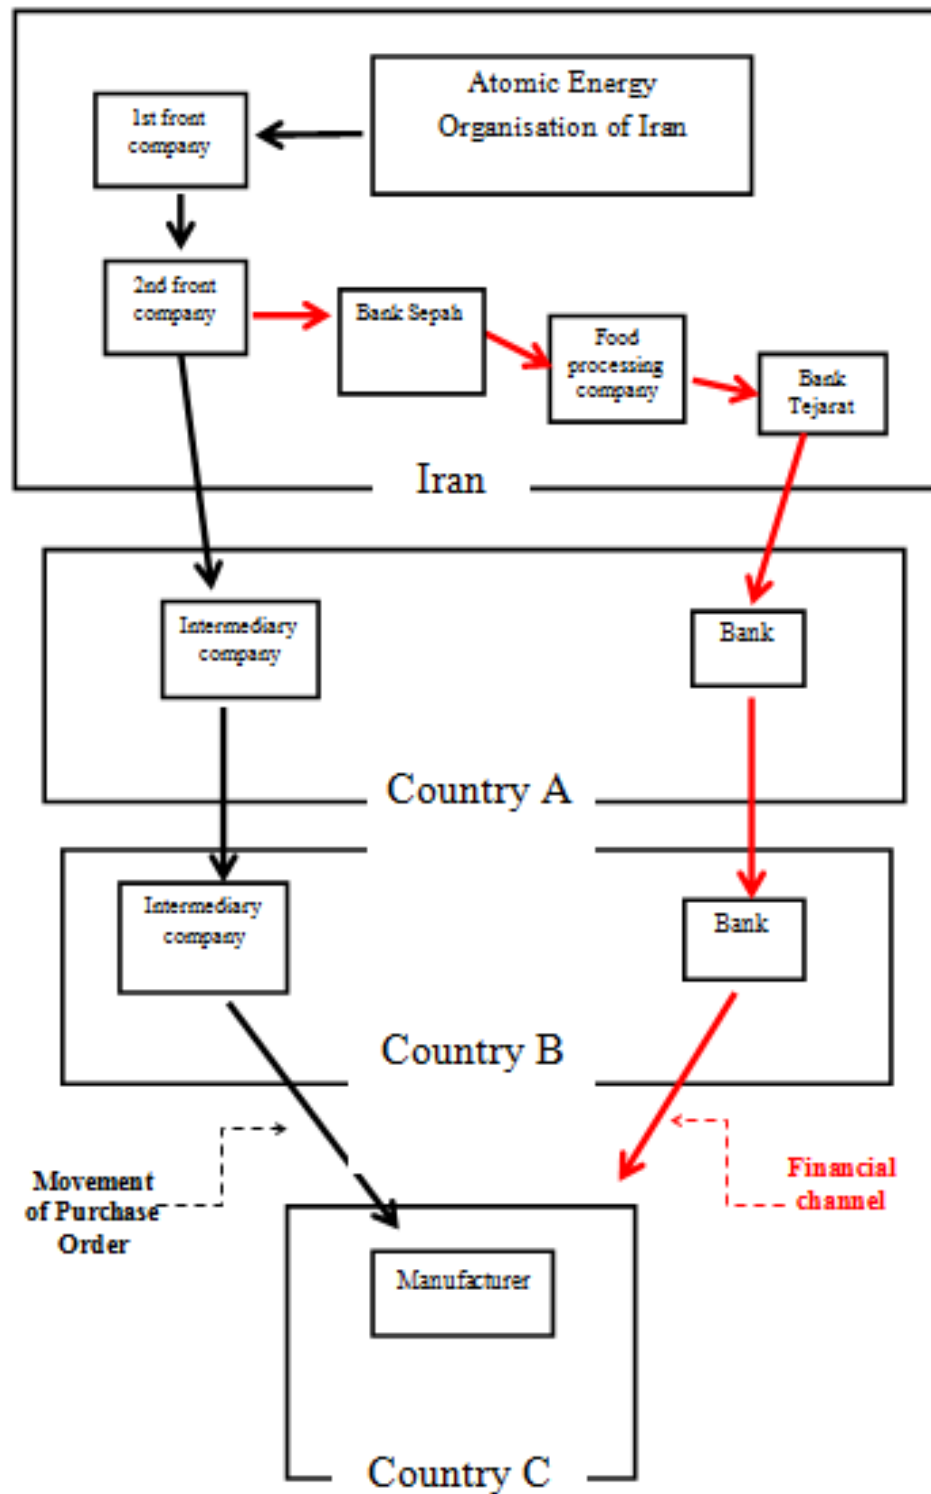 Atomic Energy
Organisation of Iran
1st front
company
2nd front
company
Bank Sepah
Food
processing
company
Bank
Tejarat
Iran
Intermediary
company
Bank
Country A
Intermediary
company
Bank
Country B
Movement
of Purchase
Order
Financial
channel
Manufacturer
Country C